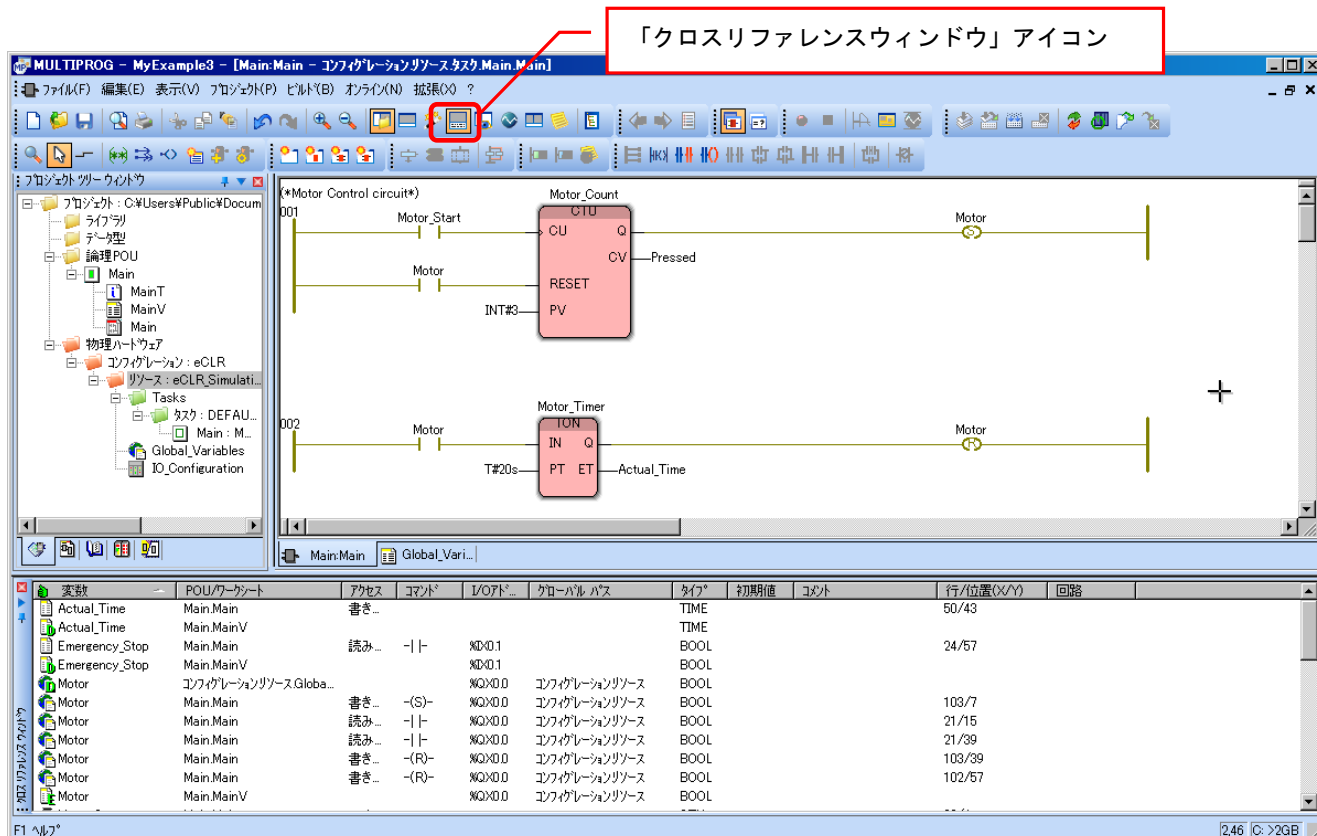 「クロスリファレンスウィンドウ」アイコン
MULTIPROG - MyExample3 - [Main:Main - コンフィグレーション.リソース.タスク.Main.Main]
ファイル(F) 編集(E) 表示(V) プロジェクト(P) ビルド(B) オンライン(N) 拡張(X) ?
プロジェクト ツリー ウィンドウ
プロジェクト : C:¥Users¥Public¥Docum
ライブラリ
データ型
論理POU
Main
MainT
MainV
Main
物理ハードウェア
コンフィグレーション : eCLR
リソース : eCLR_Simulati...
Tasks
タスク : DEFAU...
Main : M...
Global_Variables
IO_Configuration
(*Motor Control circuit*)
001
Motor_Start
Motor_Count
CTU
CU Q
Motor
S
CV
Pressed
Motor
RESET
INT#3
PV
002
Motor
Motor_Timer
TON
IN Q
Motor
R
T#20s
PT ET
Actual_Time
Main:Main Global_Vari...
変数 POU/ワークシート アクセス コマンド I/Oアド... グローバル パス タイプ 初期値 コメント 行/位置(X/Y) 回路
Actual_Time Main.Main 書き... TIME 50/43
Actual_Time Main.MainV TIME
Emergency_Stop Main.Main 読み... -| |- %IX0.1 BOOL 24/57
Emergency_Stop Main.MainV %IX0.1 BOOL
Motor コンフィグレーション.リソース.Globa... %QX0.0 コンフィグレーション.リソース BOOL
Motor Main.Main 書き... -(S)- %QX0.0 コンフィグレーション.リソース BOOL 103/7
Motor Main.Main 読み... -| |- %QX0.0 コンフィグレーション.リソース BOOL 21/15
Motor Main.Main 読み... -| |- %QX0.0 コンフィグレーション.リソース BOOL 21/39
Motor Main.Main 書き... -(R)- %QX0.0 コンフィグレーション.リソース BOOL 103/39
Motor Main.Main 書き... -(R)- %QX0.0 コンフィグレーション.リソース BOOL 102/57
Motor Main.MainV %QX0.0 コンフィグレーション.リソース BOOL
クロス リファレンス ウィンドウ
F1 ヘルプ
2,46 C: >2GB